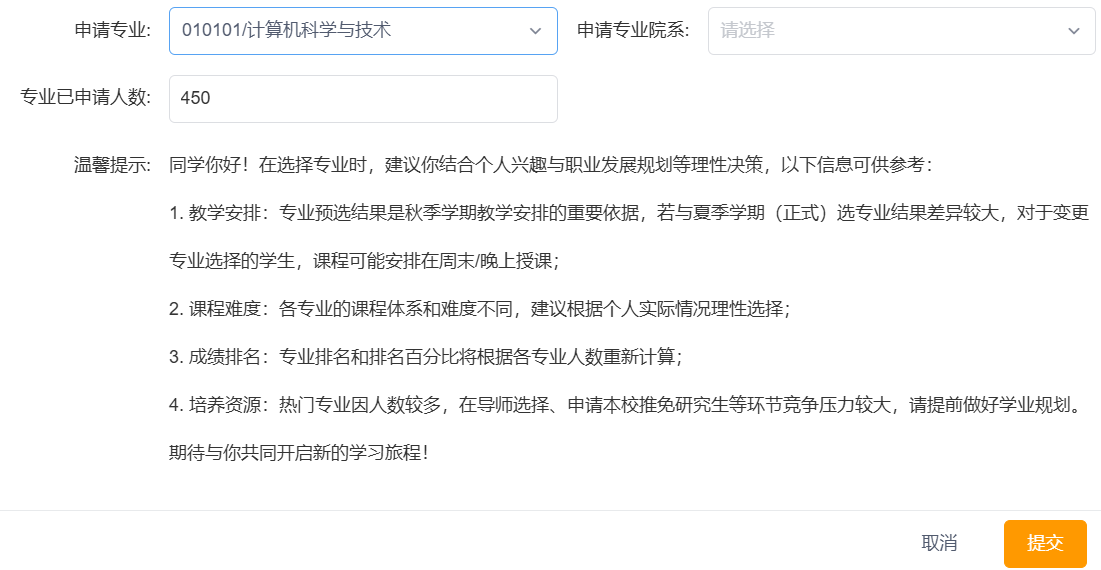 申请专业: 010101/计算机科学与技术 申请专业院系: 请选择
专业已申请人数: 450
温馨提示: 同学你好！在选择专业时，建议你结合个人兴趣与职业发展规划等理性决策，以下信息可供参考：
1. 教学安排：专业预选结果是秋季学期教学安排的重要依据，若与夏季学期（正式）选专业结果差异较大，对于变更
专业选择的学生，课程可能安排在周末/晚上授课；
2. 课程难度：各专业的课程体系和难度不同，建议根据个人实际情况理性选择；
3. 成绩排名：专业排名和排名百分比将根据各专业人数重新计算；
4. 培养资源：热门专业因人数较多，在导师选择、申请本校推免研究生等环节竞争压力较大，请提前做好学业规划。
期待与你共同开启新的学习旅程！
取消 提交